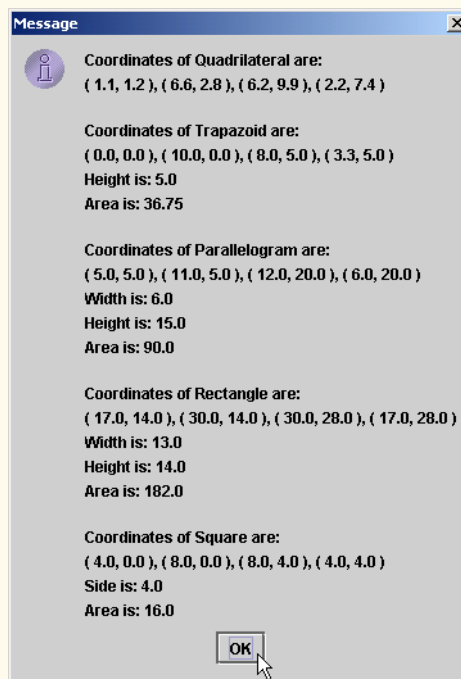 Message
Coordinates of Quadrilateral are:
( 1.1, 1.2 ), ( 6.6, 2.8 ), ( 6.2, 9.9 ), ( 2.2, 7.4 )
Coordinates of Trapazoid are:
( 0.0, 0.0 ), ( 10.0, 0.0 ), ( 8.0, 5.0 ), ( 3.3, 5.0 )
Height is: 5.0
Area is: 36.75
Coordinates of Parallelogram are:
( 5.0, 5.0 ), ( 11.0, 5.0 ), ( 12.0, 20.0 ), ( 6.0, 20.0 )
Width is: 6.0
Height is: 15.0
Area is: 90.0
Coordinates of Rectangle are:
( 17.0, 14.0 ), ( 30.0, 14.0 ), ( 30.0, 28.0 ), ( 17.0, 28.0 )
Width is: 13.0
Height is: 14.0
Area is: 182.0
Coordinates of Square are:
( 4.0, 0.0 ), ( 8.0, 0.0 ), ( 8.0, 4.0 ), ( 4.0, 4.0 )
Side is: 4.0
Area is: 16.0
OK